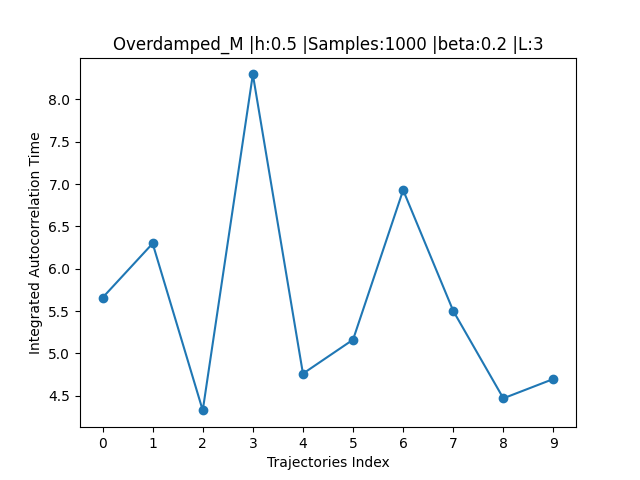 Overdamped_M |h:0.5 |Samples:1000 |beta:0.2 |L:3
Integrated Autocorrelation Time
8.0
7.5
7.0
6.5
6.0
5.5
5.0
4.5
0 1 2 3 4 5 6 7 8 9
Trajectories Index